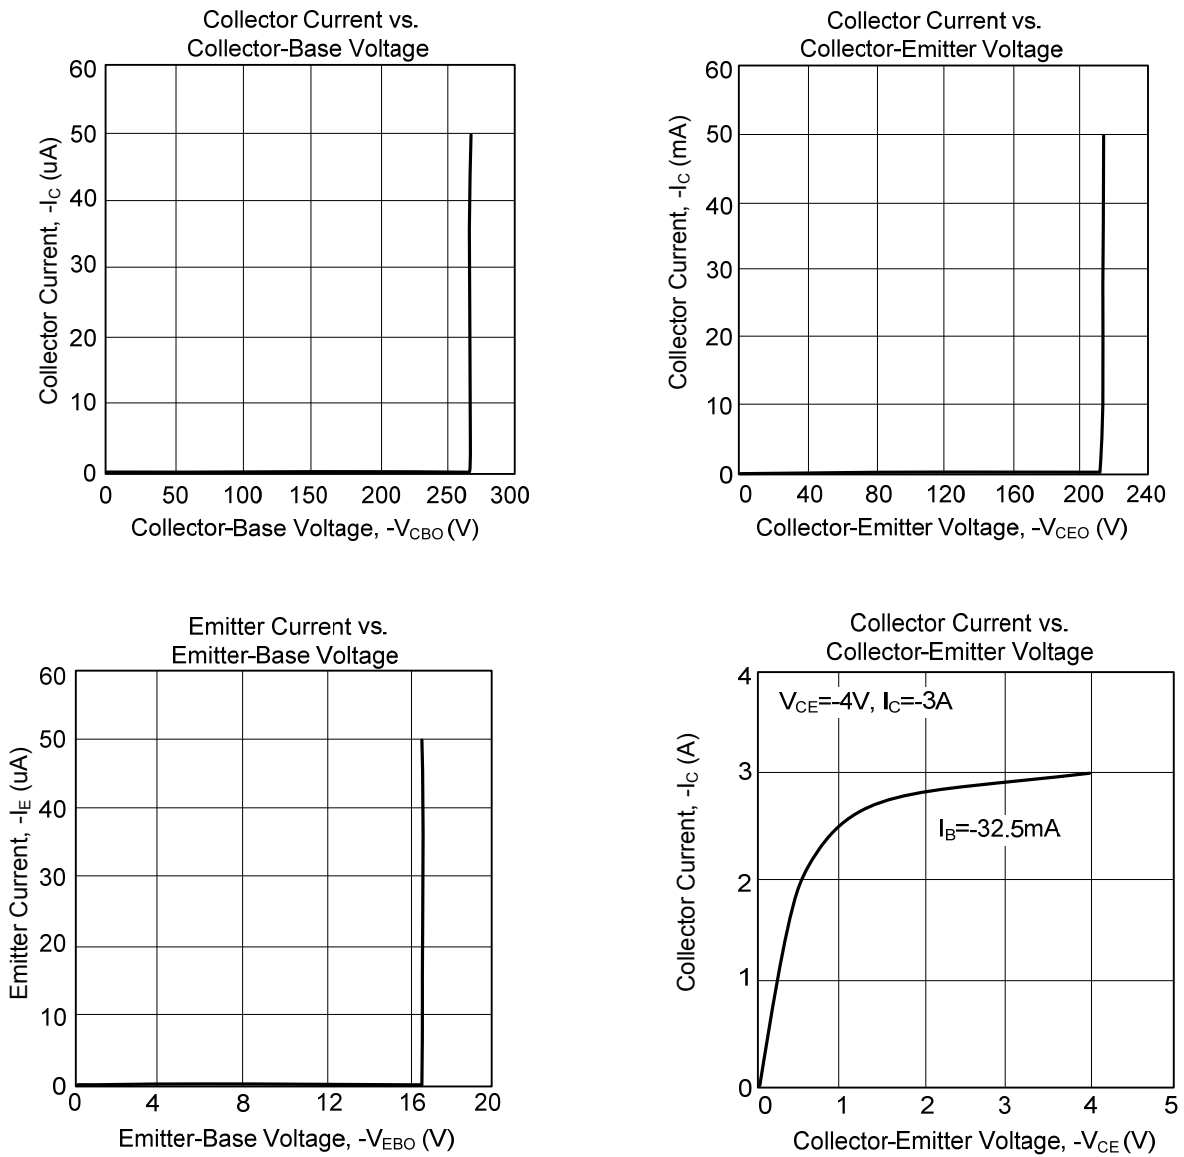 Collector Current vs.
Collector-Base Voltage
60
50
40
30
20
10
0
Collector Current, -IC (uA)
0 50 100 150 200 250 300
Collector-Base Voltage, -VCBO (V)
Collector Current vs.
Collector-Emitter Voltage
60
50
40
30
20
10
0
Collector Current, -IC (mA)
0 40 80 120 160 200 240
Collector-Emitter Voltage, -VCEO (V)
Emitter Current vs.
Emitter-Base Voltage
60
50
40
30
20
10
0
Emitter Current, -IE (uA)
0 4 8 12 16 20
Emitter-Base Voltage, -VEBO (V)
Collector Current vs.
Collector-Emitter Voltage
4
3
2
1
0
Collector Current, -IC (A)
VCE=-4V, IC=-3A
IB=-32.5mA
0 1 2 3 4 5
Collector-Emitter Voltage, -VCE (V)